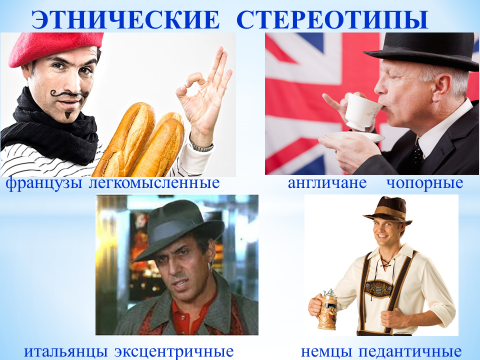 ЭТНИЧЕСКИЕ СТЕРЕОТИПЫ
французы легкомысленные
англичане чопорные
итальянцы эксцентричные
немцы педантичные